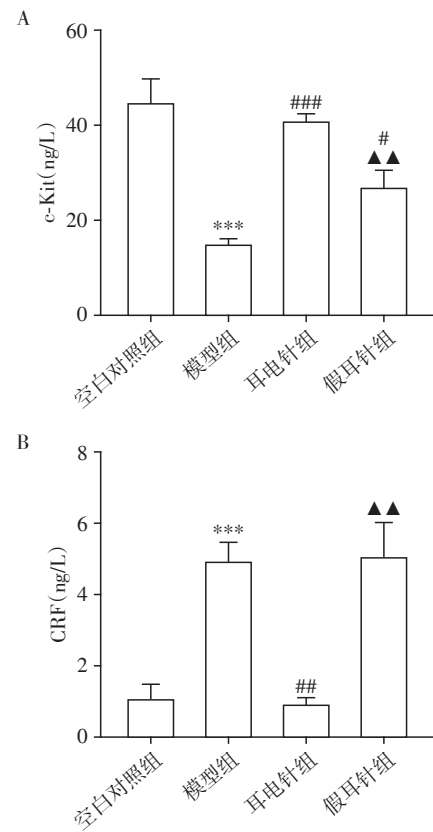 A
60
40
20
0
c-Kit(ng/L)
***
###
#
▲▲
空白对照组
模型组
耳电针组
假耳针组
B
8
6
4
2
0
CRF(ng/L)
***
##
▲▲
空白对照组
模型组
耳电针组
假耳针组